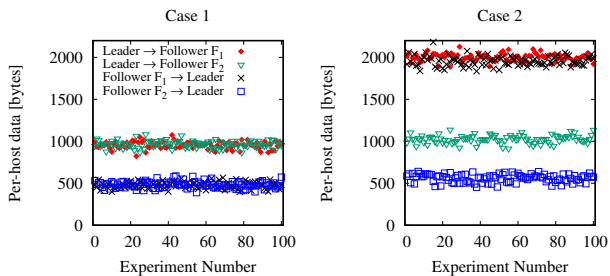 Case 1
Per-host data [bytes]
2000
1500
1000
500
0
Leader → Follower F1
Leader → Follower F2
Follower F1 → Leader
Follower F2 → Leader
0 20 40 60 80 100
Experiment Number
Case 2
Per-host data [bytes]
2000
1500
1000
500
0
0 20 40 60 80 100
Experiment Number